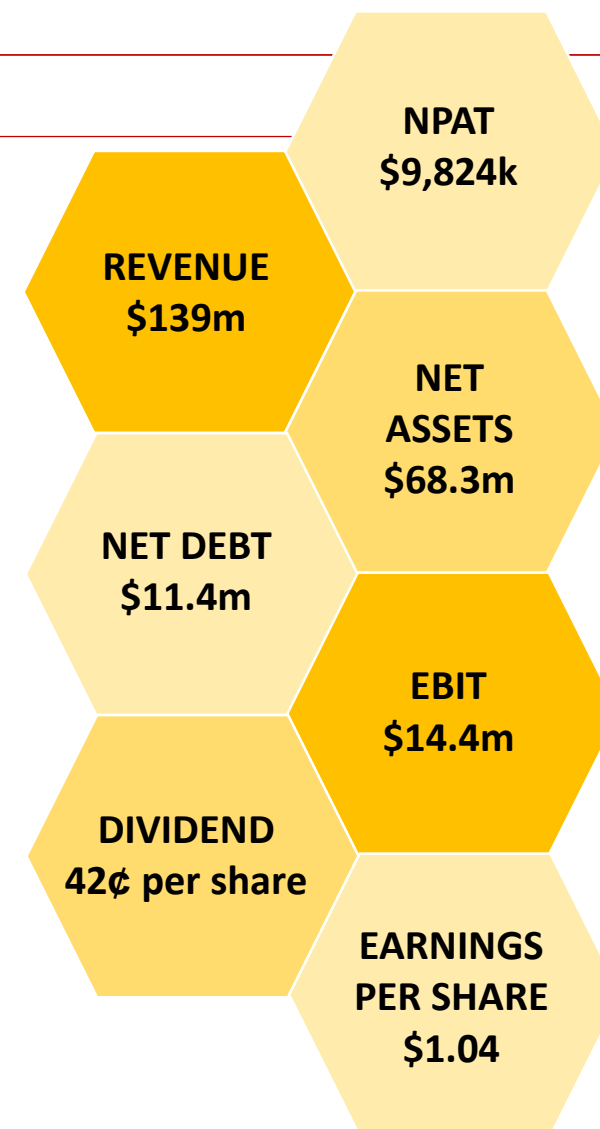 NPAT
$9,824k
REVENUE
$139m
NET
ASSETS
$68.3m
NET DEBT
$11.4m
EBIT
$14.4m
DIVIDEND
42¢ per share
EARNINGS
PER SHARE
$1.04